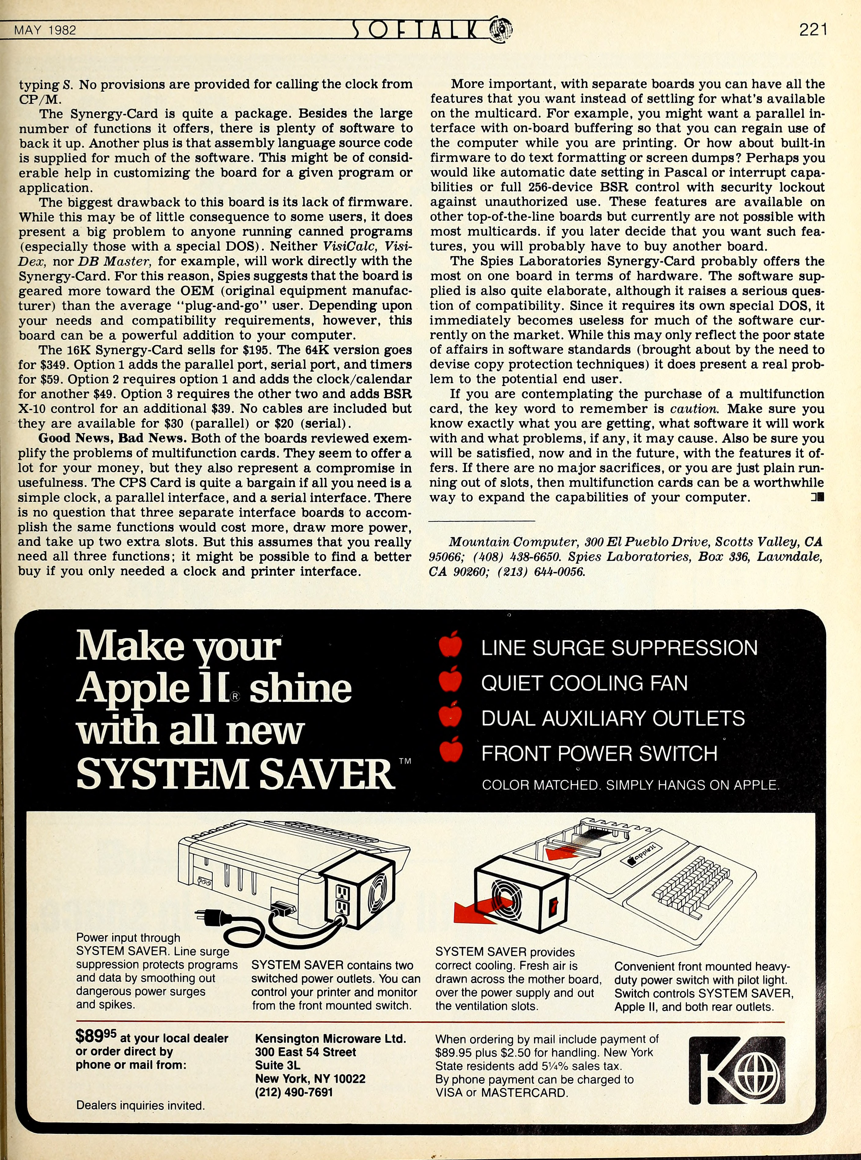 MAY 1982
SOFTALK
221
typing S. No provisions are provided for calling the clock from
CP/M.
The Synergy-Card is quite a package. Besides the large
number of functions it offers, there is plenty of software to
back it up. Another plus is that assembly language source code
is supplied for much of the software. This might be of consid-
erable help in customizing the board for a given program or
application.
The biggest drawback to this board is its lack of firmware.
While this may be of little consequence to some users, it does
present a big problem to anyone running canned programs
(especially those with a special DOS). Neither VisiCalc, Visi-
Dex, nor DB Master, for example, will work directly with the
Synergy-Card. For this reason, Spies suggests that the board is
geared more toward the OEM (original equipment manufac-
turer) than the average "plug-and-go" user. Depending upon
your needs and compatibility requirements, however, this
board can be a powerful addition to your computer.
The 16K Synergy-Card sells for $195. The 64K version goes
for $349. Option 1 adds the parallel port, serial port, and timers
for $59. Option 2 requires option 1 and adds the clock/calendar
for another $49. Option 3 requires the other two and adds BSR
X-10 control for an additional $39. No cables are included but
they are available for $30 (parallel) or $20 (serial).
Good News, Bad News. Both of the boards reviewed exem-
plify the problems of multifunction cards. They seem to offer a
lot for your money, but they also represent a compromise in
usefulness. The CPS Card is quite a bargain if all you need is a
simple clock, a parallel interface, and a serial interface. There
is no question that three separate interface boards to accom-
plish the same functions would cost more, draw more power,
and take up two extra slots. But this assumes that you really
need all three functions; it might be possible to find a better
buy if you only needed a clock and printer interface.
More important, with separate boards you can have all the
features that you want instead of settling for what's available
on the multicard. For example, you might want a parallel in-
terface with on-board buffering so that you can regain use of
the computer while you are printing. Or how about built-in
firmware to do text formatting or screen dumps? Perhaps you
would like automatic date setting in Pascal or interrupt capa-
bilities or full 256-device BSR control with security lockout
against unauthorized use. These features are available on
other top-of-the-line boards but currently are not possible with
most multicards. if you later decide that you want such fea-
tures, you will probably have to buy another board.
The Spies Laboratories Synergy-Card probably offers the
most on one board in terms of hardware. The software sup-
plied is also quite elaborate, although it raises a serious ques-
tion of compatibility. Since it requires its own special DOS, it
immediately becomes useless for much of the software cur-
rently on the market. While this may only reflect the poor state
of affairs in software standards (brought about by the need to
devise copy protection techniques) it does present a real prob-
lem to the potential end user.
If you are contemplating the purchase of a multifunction
card, the key word to remember is caution. Make sure you
know exactly what you are getting, what software it will work
with and what problems, if any, it may cause. Also be sure you
will be satisfied, now and in the future, with the features it of-
fers. If there are no major sacrifices, or you are just plain run-
ning out of slots, then multifunction cards can be a worthwhile
way to expand the capabilities of your computer.
Mountain Computer, 300 El Pueblo Drive, Scotts Valley, CA
95066; (408) 438-6650. Spies Laboratories, Box 336, Lawndale,
CA 90260; (213) 644-0056.
Make your
Apple ][® shine
with all new
SYSTEM SAVER™
LINE SURGE SUPPRESSION
QUIET COOLING FAN
DUAL AUXILIARY OUTLETS
FRONT POWER SWITCH
COLOR MATCHED. SIMPLY HANGS ON APPLE.
apple ][
Power input through
SYSTEM SAVER. Line surge
suppression protects programs
and data by smoothing out
dangerous power surges
and spikes.
SYSTEM SAVER contains two
switched power outlets. You can
control your printer and monitor
from the front mounted switch.
SYSTEM SAVER provides
correct cooling. Fresh air is
drawn across the mother board,
over the power supply and out
the ventilation slots.
Convenient front mounted heavy-
duty power switch with pilot light.
Switch controls SYSTEM SAVER,
Apple II, and both rear outlets.
$89⁹⁵ at your local dealer
or order direct by
phone or mail from:
Dealers inquiries invited.
Kensington Microware Ltd.
300 East 54 Street
Suite 3L
New York, NY 10022
(212) 490-7691
When ordering by mail include payment of
$89.95 plus $2.50 for handling. New York
State residents add 5¼% sales tax.
By phone payment can be charged to
VISA or MASTERCARD.
K